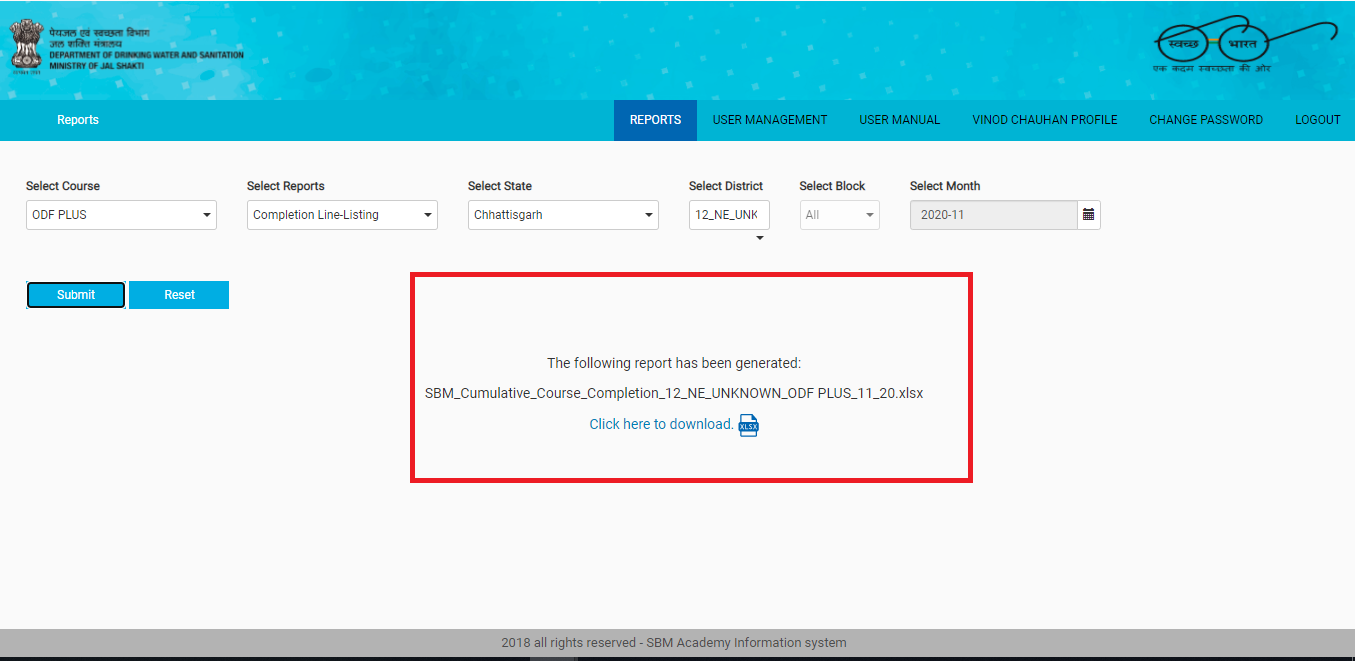 पेयजल एवं स्वच्छता विभाग
जल शक्ति मंत्रालय
DEPARTMENT OF DRINKING WATER AND SANITATION
MINISTRY OF JAL SHAKTI
स्वच्छ भारत
एक कदम स्वच्छता की ओर
Reports
REPORTS USER MANAGEMENT USER MANUAL VINOD CHAUHAN PROFILE CHANGE PASSWORD LOGOUT
Select Course Select Reports Select State Select District Select Block Select Month
ODF PLUS Completion Line-Listing Chhattisgarh 12_NE_UNK All 2020-11
Submit Reset
The following report has been generated:
SBM_Cumulative_Course_Completion_12_NE_UNKNOWN_ODF PLUS_11_20.xlsx
Click here to download. XLSX
2018 all rights reserved - SBM Academy Information system